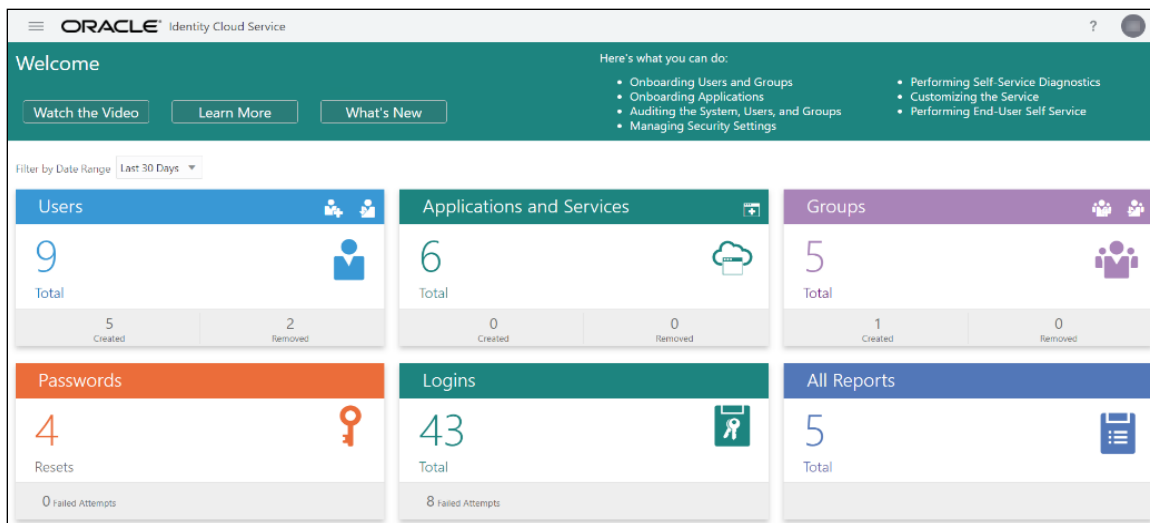 ORACLE® Identity Cloud Service ?
Welcome
Watch the Video Learn More What's New
Here's what you can do:
• Onboarding Users and Groups
• Onboarding Applications
• Auditing the System, Users, and Groups
• Managing Security Settings
• Performing Self-Service Diagnostics
• Customizing the Service
• Performing End-User Self Service
Filter by Date Range Last 30 Days
Users
9
Total
5 2
Created Removed
Applications and Services
6
Total
0 0
Created Removed
Groups
5
Total
1 0
Created Removed
Passwords
4
Resets
0 Failed Attempts
Logins
43
Total
8 Failed Attempts
All Reports
5
Total